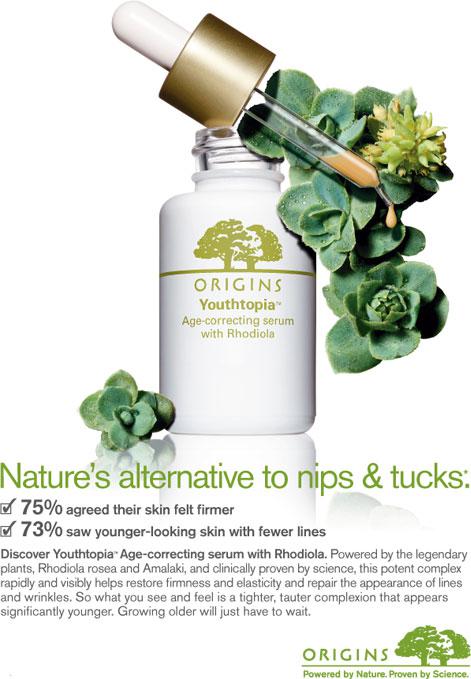 ORIGINS
Youthtopia™
Age-correcting serum
with Rhodiola
Nature's alternative to nips & tucks:*
75% agreed their skin felt firmer
73% saw younger-looking skin with fewer lines
Discover Youthtopia™ Age-correcting serum with Rhodiola. Powered by the legendary
plants, Rhodiola rosea and Amalaki, and clinically proven by science, this potent complex
rapidly and visibly helps restore firmness and elasticity and repair the appearance of lines
and wrinkles. So what you see and feel is a tighter, tauter complexion that appears
significantly younger. Growing older will just have to wait.
ORIGINS
Powered by Nature. Proven by Science.